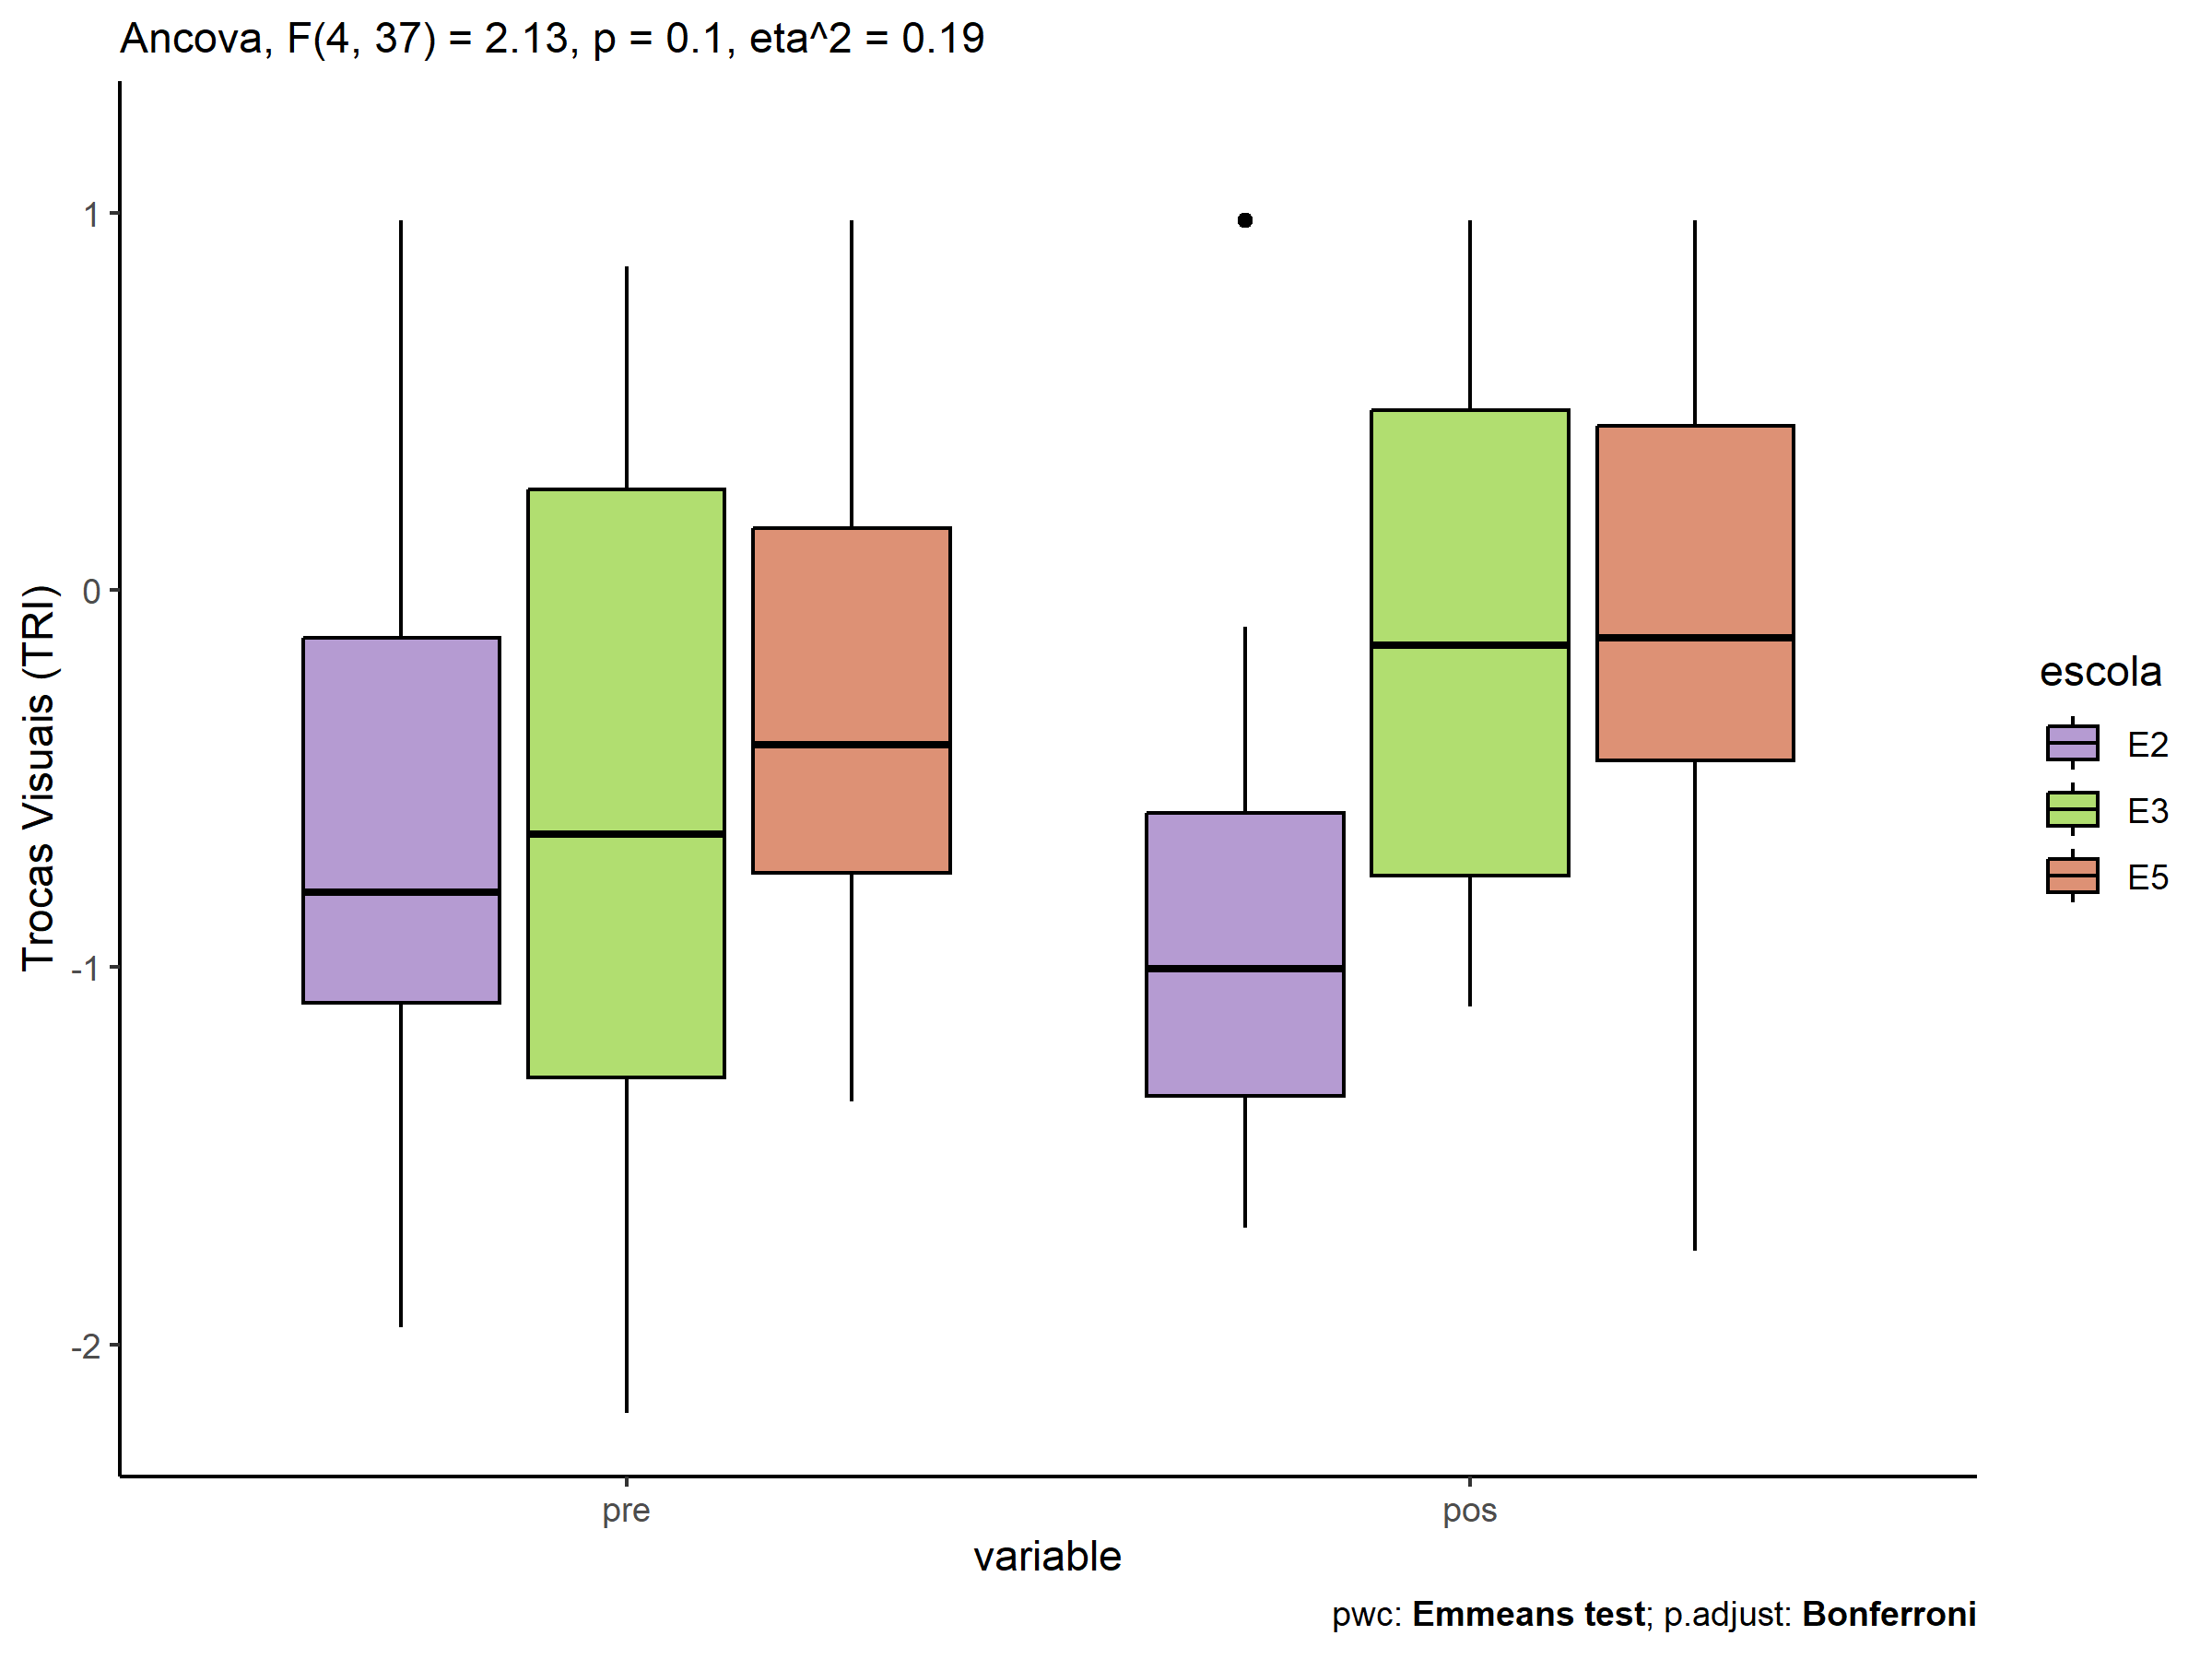 Ancova, F(4, 37) = 2.13, p = 0.1, eta^2 = 0.19
Trocas Visuais (TRI)
1
0
-1
-2
pre
pos
variable
escola
E2
E3
E5
pwc: Emmeans test; p.adjust: Bonferroni